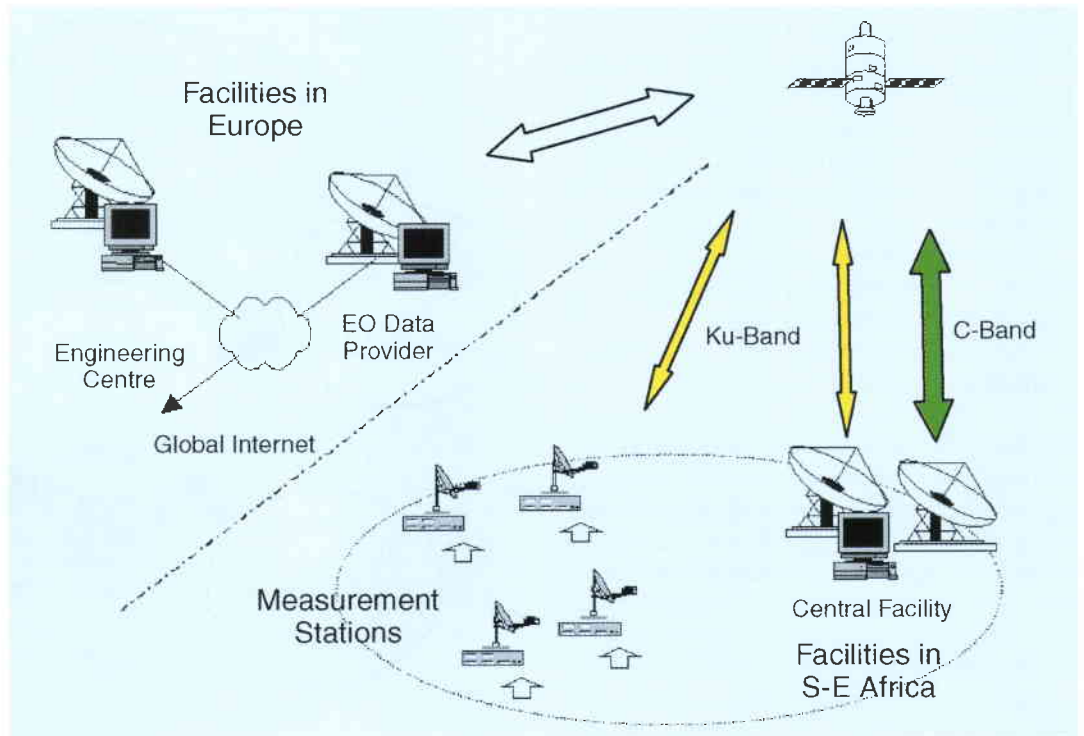 Facilities in
Europe
EO Data
Provider
Engineering
Centre
Global Internet
Ku-Band
C-Band
Measurement
Stations
Central Facility
Facilities in
S-E Africa